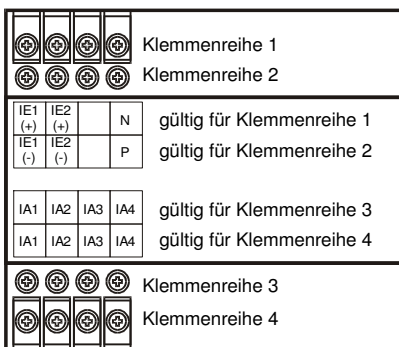 Klemmenreihe 1
Klemmenreihe 2
IE1 (+) IE2 (+) N gültig für Klemmenreihe 1
IE1 (-) IE2 (-) P gültig für Klemmenreihe 2
IA1 IA2 IA3 IA4 gültig für Klemmenreihe 3
IA1 IA2 IA3 IA4 gültig für Klemmenreihe 4
Klemmenreihe 3
Klemmenreihe 4